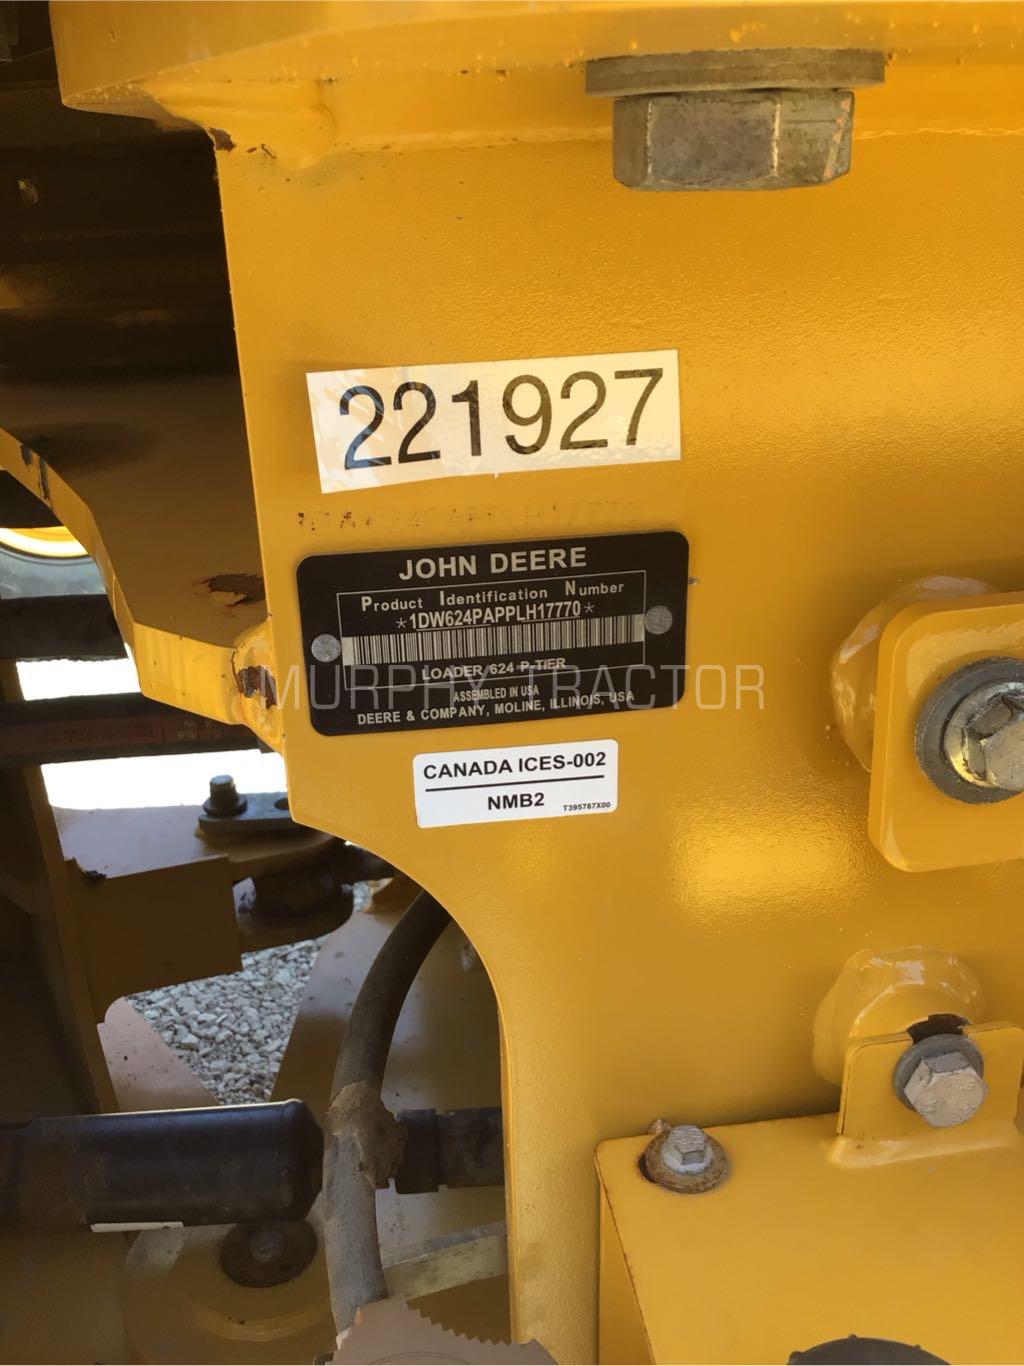 221927
JOHN DEERE
Product Identification Number
*1DW624PAPPLH17770*
LOADER 624 P-TIER
MURPHY TRACTOR
ASSEMBLED IN USA
DEERE & COMPANY, MOLINE, ILLINOIS, USA
CANADA ICES-002
NMB2
T395787X00